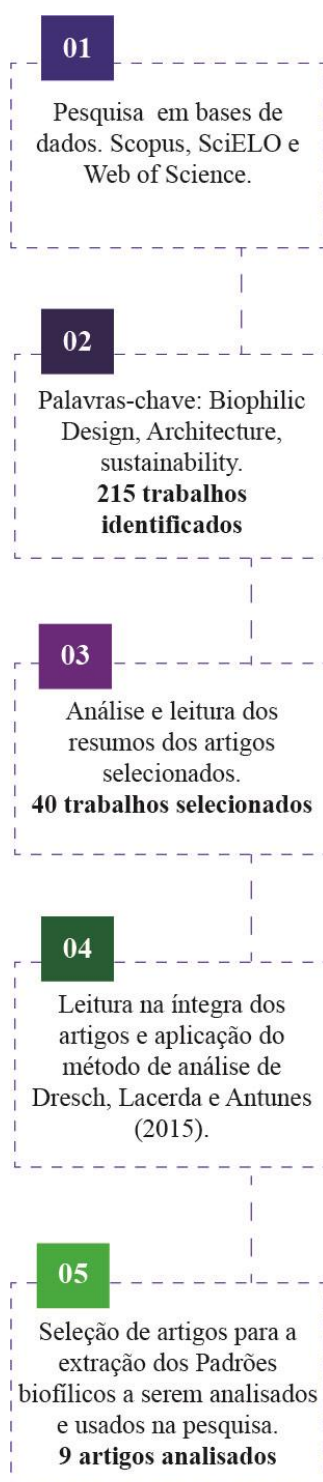 01
Pesquisa em bases de
dados. Scopus, SciELO e
Web of Science.
02
Palavras-chave: Biophilic
Design, Architecture,
sustainability.
215 trabalhos
identificados
03
Análise e leitura dos
resumos dos artigos
selecionados.
40 trabalhos selecionados
04
Leitura na íntegra dos
artigos e aplicação do
método de análise de
Dresch, Lacerda e Antunes
(2015).
05
Seleção de artigos para a
extração dos Padrões
biofílicos a serem analisados
e usados na pesquisa.
9 artigos analisados